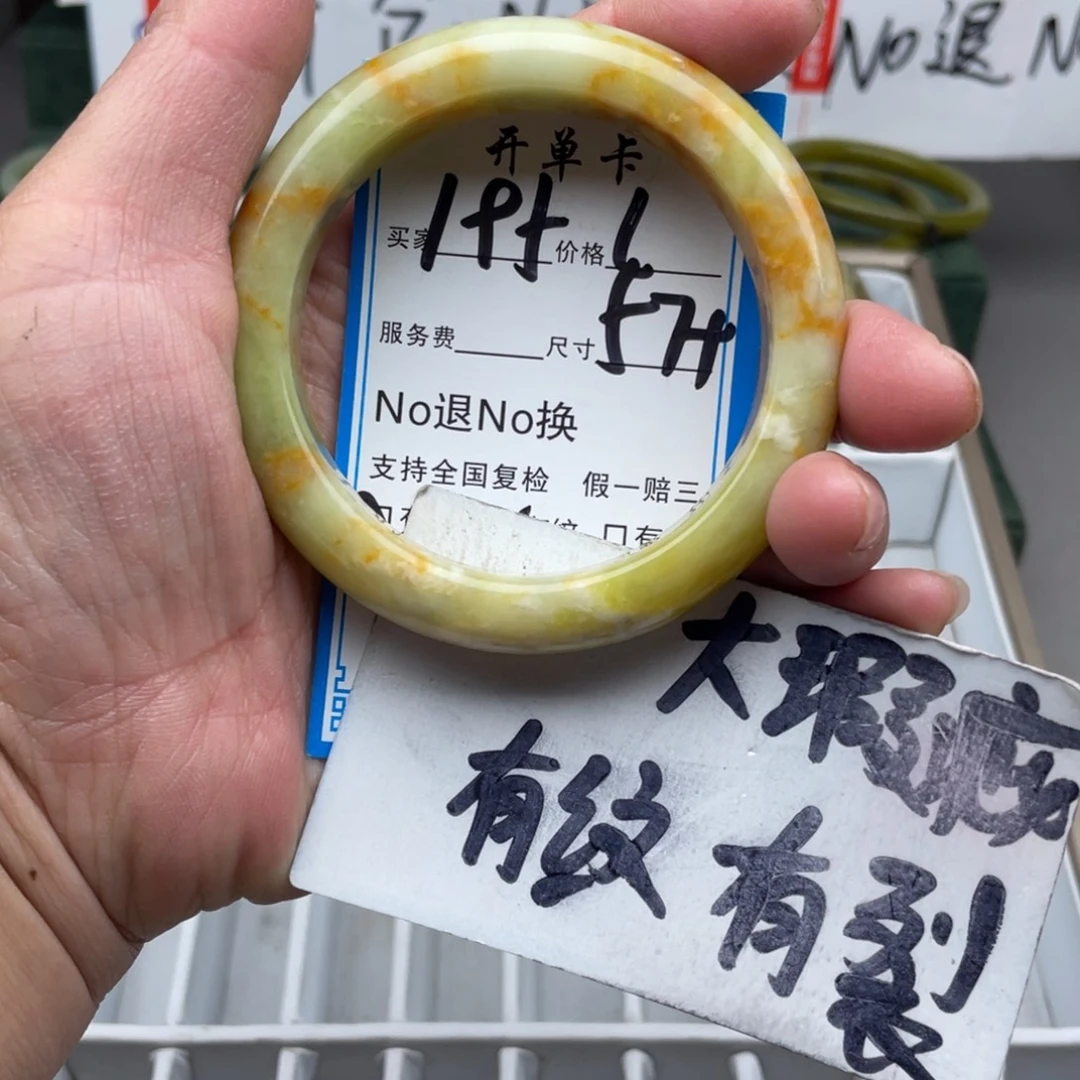 No退 N
开单卡
买家 价格
服务费 尺寸 57
No退No换
支持全国复检 假一赔三
大瑕疵
有纹 有裂